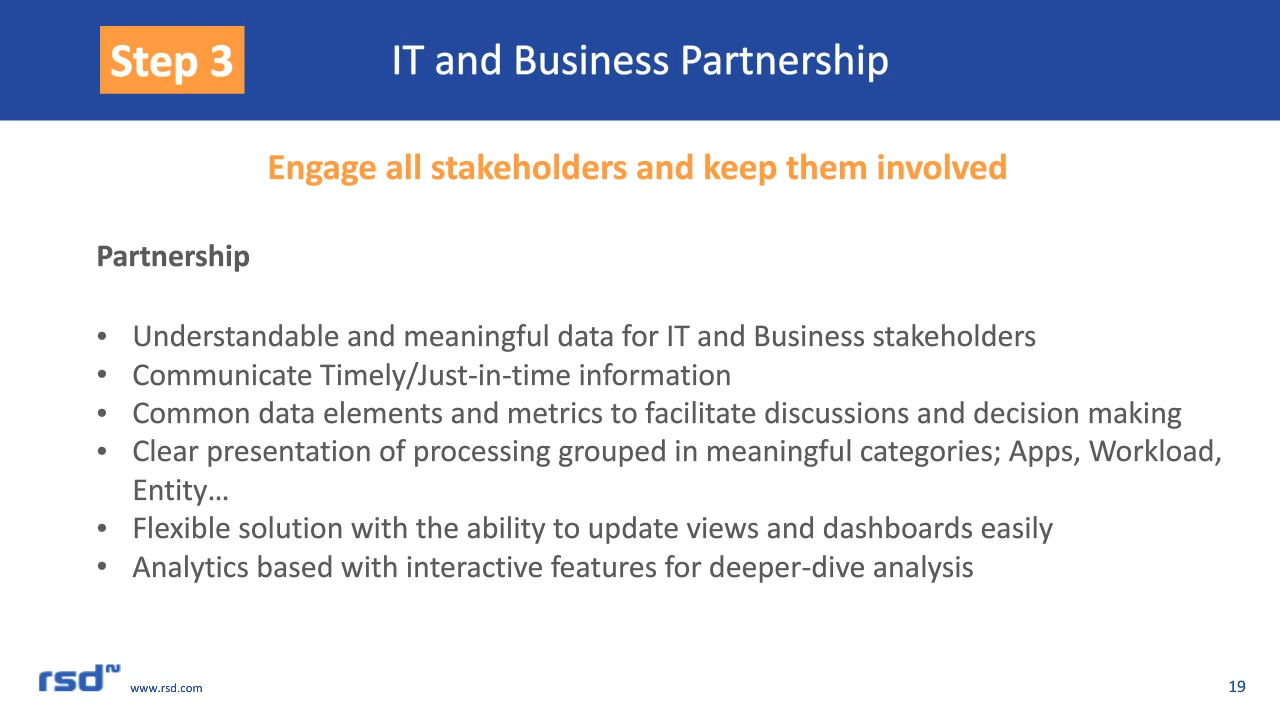 Step 3
IT and Business Partnership
Engage all stakeholders and keep them involved
Partnership
• Understandable and meaningful data for IT and Business stakeholders
• Communicate Timely/Just-in-time information
• Common data elements and metrics to facilitate discussions and decision making
• Clear presentation of processing grouped in meaningful categories; Apps, Workload,
Entity…
• Flexible solution with the ability to update views and dashboards easily
• Analytics based with interactive features for deeper-dive analysis
rsd
www.rsd.com
19